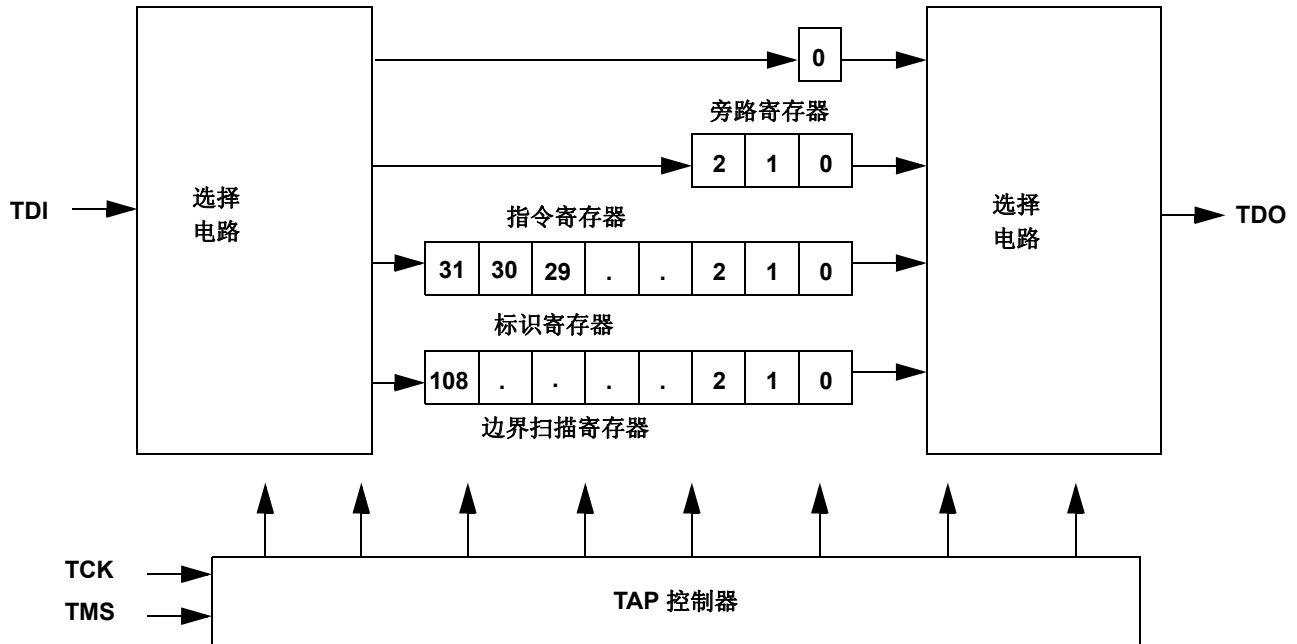 0
旁路寄存器
2 1 0
TDI
选择
电路
指令寄存器
选择
电路
TDO
31 30 29 . . 2 1 0
标识寄存器
108 . . . . 2 1 0
边界扫描寄存器
TCK
TMS
TAP 控制器